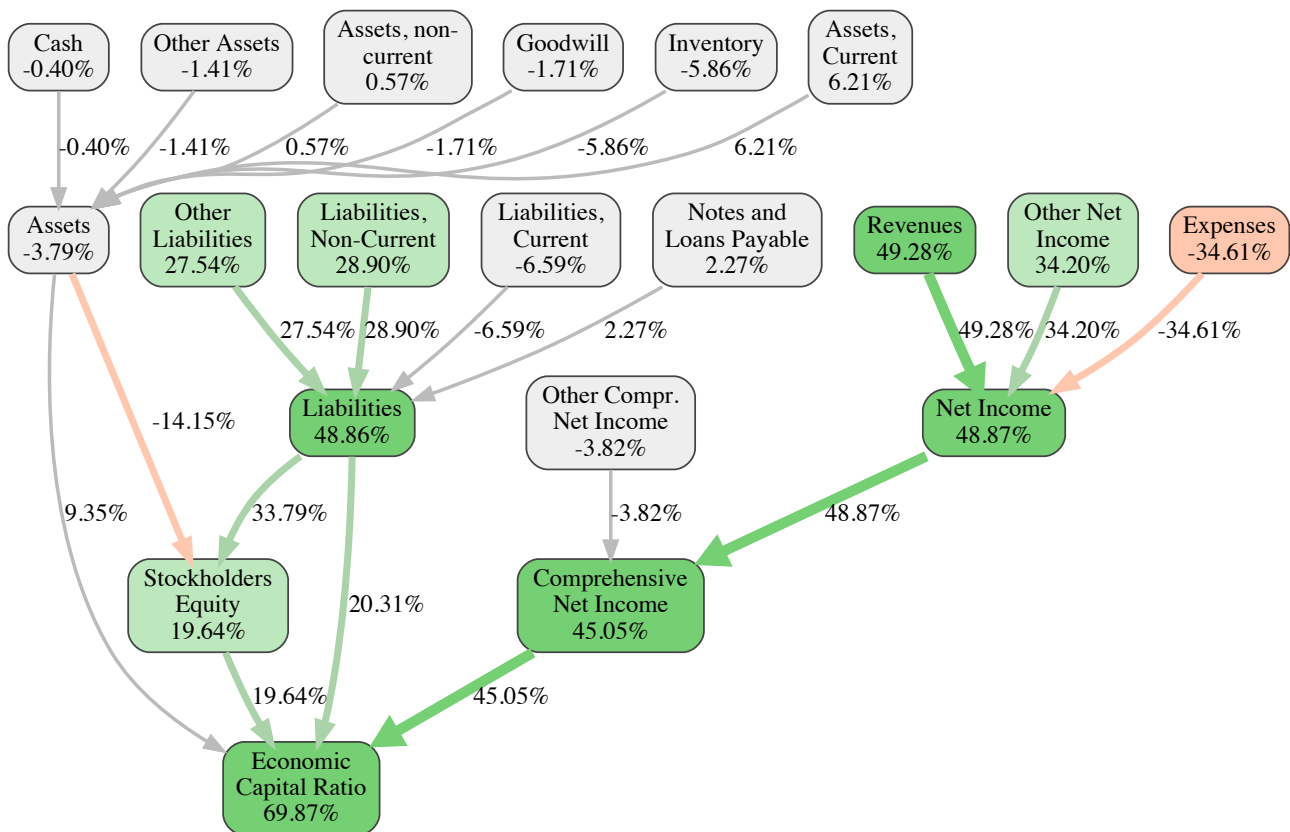 Cash
-0.40%
Other Assets
-1.41%
Assets, non-
current
0.57%
Goodwill
-1.71%
Inventory
-5.86%
Assets,
Current
6.21%
-0.40%
-1.41%
0.57%
-1.71%
-5.86%
6.21%
Assets
-3.79%
Other
Liabilities
27.54%
Liabilities,
Non-Current
28.90%
Liabilities,
Current
-6.59%
Notes and
Loans Payable
2.27%
Revenues
49.28%
Other Net
Income
34.20%
Expenses
-34.61%
27.54%
28.90%
-6.59%
2.27%
49.28%
34.20%
-34.61%
-14.15%
Liabilities
48.86%
Other Compr.
Net Income
-3.82%
Net Income
48.87%
9.35%
33.79%
-3.82%
48.87%
Stockholders
Equity
19.64%
20.31%
Comprehensive
Net Income
45.05%
19.64%
45.05%
Economic
Capital Ratio
69.87%